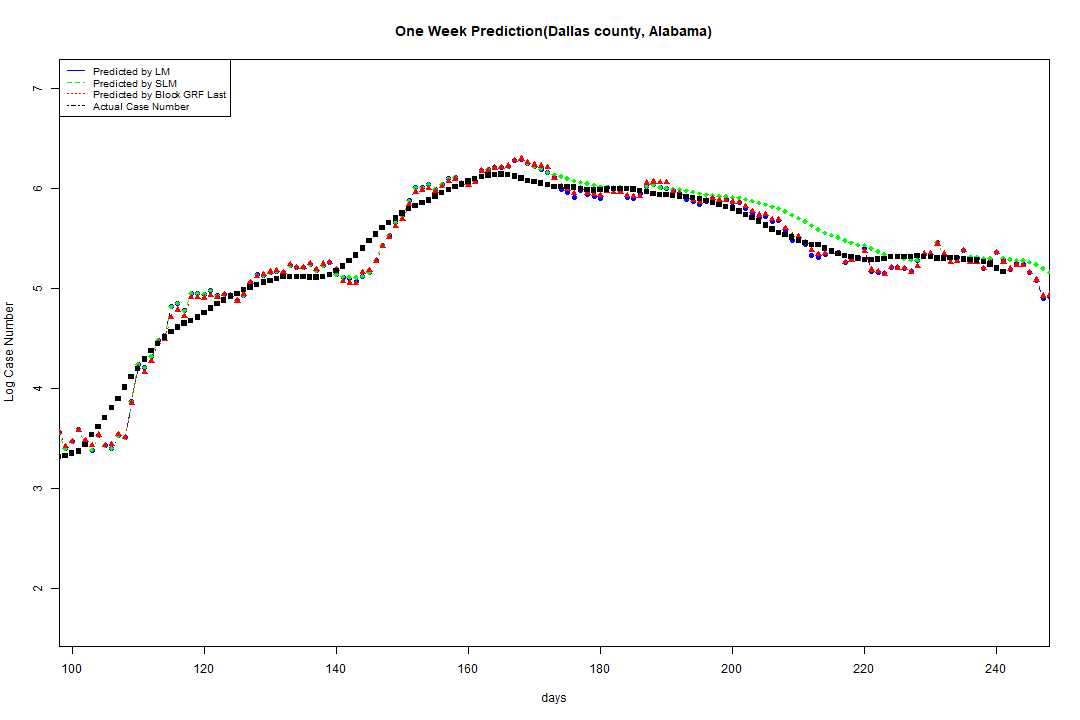 One Week Prediction(Dallas county, Alabama)
Predicted by LM
Predicted by SLM
Predicted by Block GRF Last
Actual Case Number
7
6
5
4
3
2
Log Case Number
100 120 140 160 180 200 220 240
days